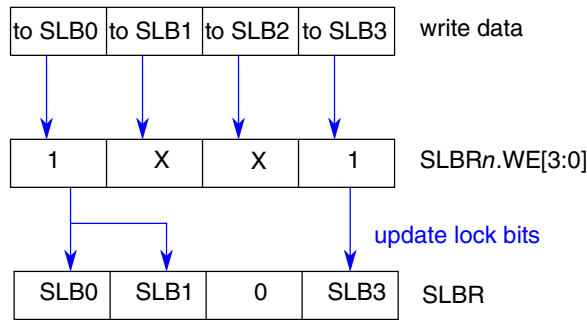 to SLB0 to SLB1 to SLB2 to SLB3 write data
1 X X 1 SLBRn.WE[3:0]
update lock bits
SLB0 SLB1 0 SLB3 SLBR